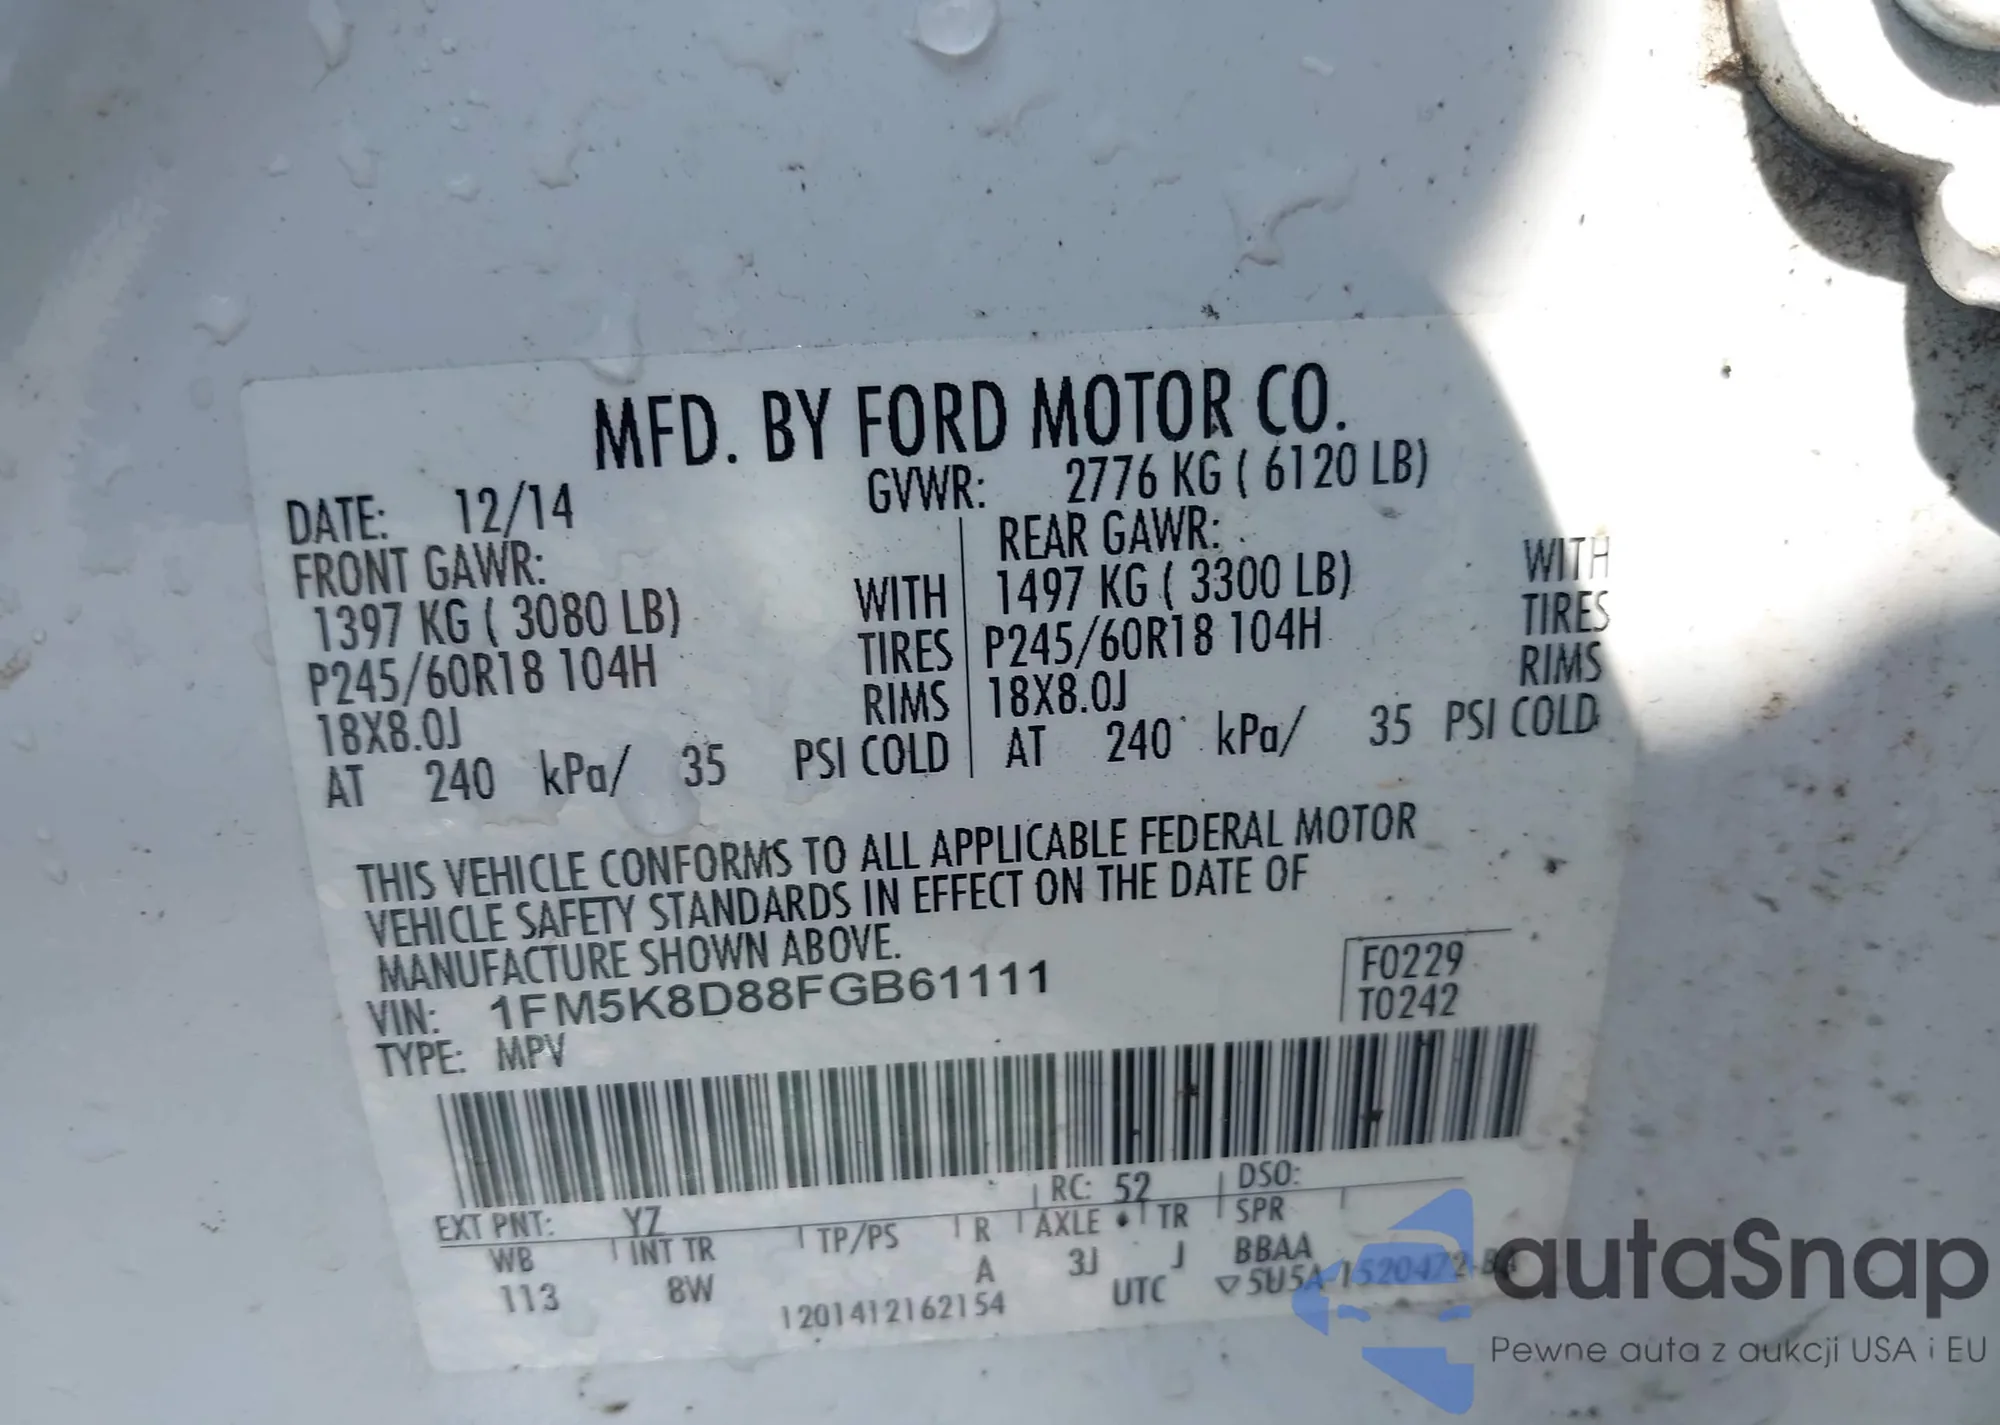 MFD. BY FORD MOTOR CO.
DATE: 12/14 GVWR: 2776 KG ( 6120 LB)
FRONT GAWR: REAR GAWR:
1397 KG ( 3080 LB) WITH 1497 KG ( 3300 LB) WITH
P245/60R18 104H TIRES P245/60R18 104H TIRES
18X8.0J RIMS 18X8.0J RIMS
AT 240 kPa/ 35 PSI COLD AT 240 kPa/ 35 PSI COLD
THIS VEHICLE CONFORMS TO ALL APPLICABLE FEDERAL MOTOR
VEHICLE SAFETY STANDARDS IN EFFECT ON THE DATE OF
MANUFACTURE SHOWN ABOVE.
VIN: 1FM5K8D88FGB61111
TYPE: MPV
F0229
T0242
EXT PNT: YZ RC: 52 DSO:
WB INT TR TP/PS R AXLE TR SPR
113 8W A 3J J BBAA
1201412162154 UTC ▽5U5A-1520472-BA
autaSnap
Pewne auta z aukcji USA i EU